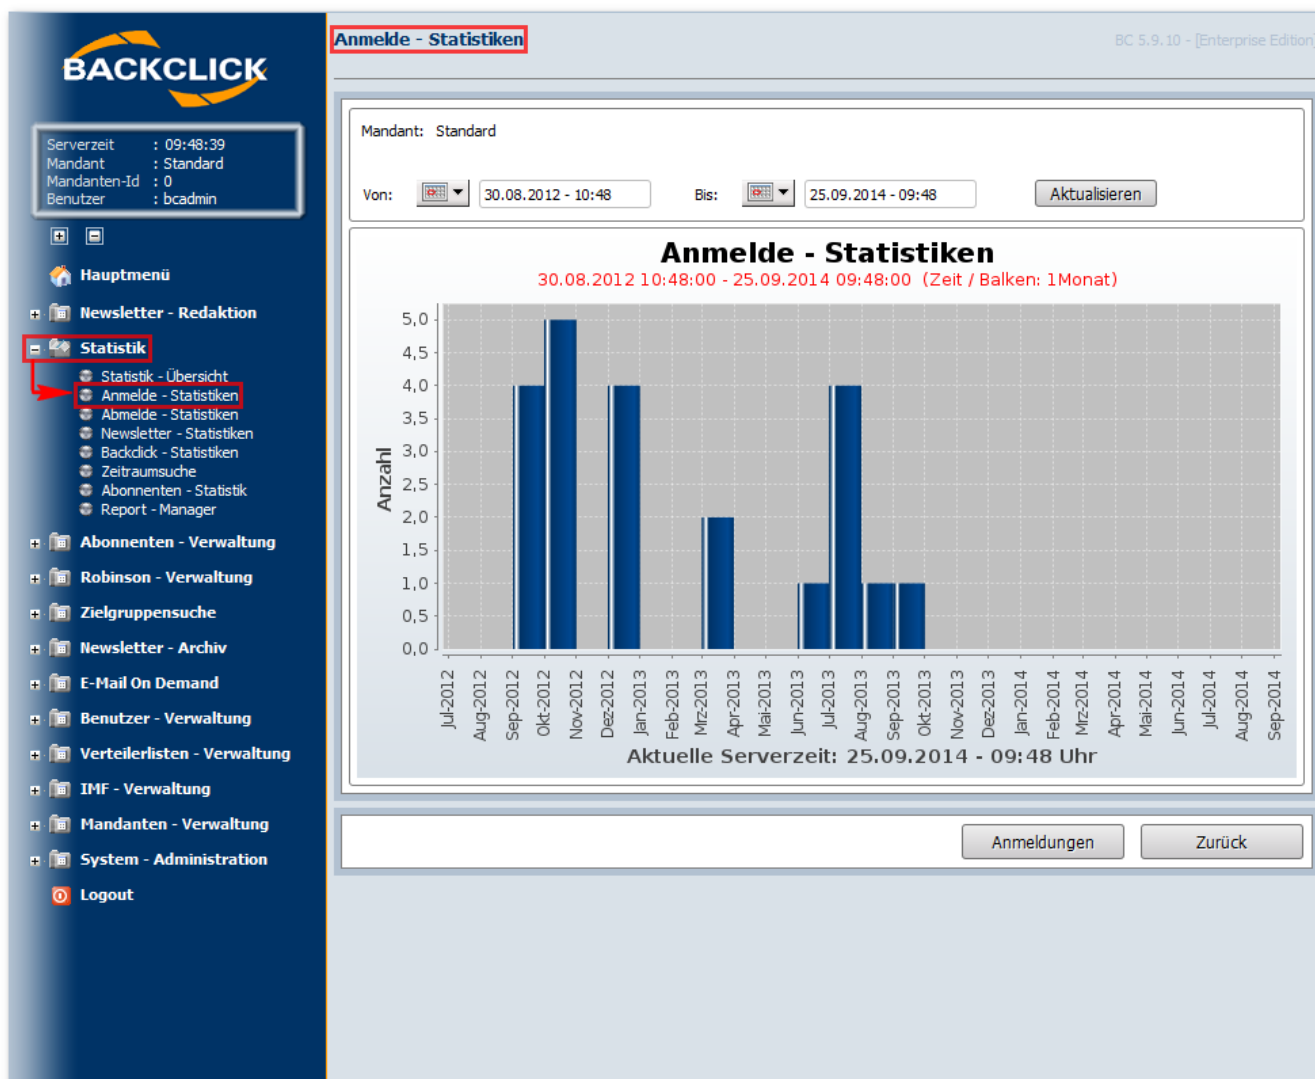 BACKCLICK
Serverzeit : 09:48:39
Mandant : Standard
Mandanten-Id : 0
Benutzer : bcadmin
Hauptmenü
Newsletter - Redaktion
Statistik
Statistik - Übersicht
Anmelde - Statistiken
Abmelde - Statistiken
Newsletter - Statistiken
Backclick - Statistiken
Zeitraumsuche
Abonnenten - Statistik
Report - Manager
Abonnenten - Verwaltung
Robinson - Verwaltung
Zielgruppensuche
Newsletter - Archiv
E-Mail On Demand
Benutzer - Verwaltung
Verteilerlisten - Verwaltung
IMF - Verwaltung
Mandanten - Verwaltung
System - Administration
Logout
Anmelde - Statistiken
BC 5.9.10 - [Enterprise Edition
Mandant: Standard
Von: 30.08.2012 - 10:48 Bis: 25.09.2014 - 09:48 Aktualisieren
Anmelde - Statistiken
30.08.2012 10:48:00 - 25.09.2014 09:48:00 (Zeit / Balken: 1Monat)
Anzahl
5,0
4,5
4,0
3,5
3,0
2,5
2,0
1,5
1,0
0,5
0,0
Jul-2012
Aug-2012
Sep-2012
Okt-2012
Nov-2012
Dez-2012
Jan-2013
Feb-2013
Mrz-2013
Apr-2013
Mai-2013
Jun-2013
Jul-2013
Aug-2013
Sep-2013
Okt-2013
Nov-2013
Dez-2013
Jan-2014
Feb-2014
Mrz-2014
Apr-2014
Mai-2014
Jun-2014
Jul-2014
Aug-2014
Sep-2014
Aktuelle Serverzeit: 25.09.2014 - 09:48 Uhr
Anmeldungen Zurück